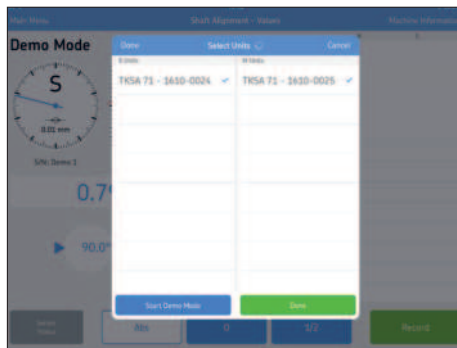 Main Menu Shaft Alignment - Values Machine Information
Demo Mode
Done Select Units Cancel
S Units M Units
TKSA 71 - 1610-0024 TKSA 71 - 1610-0025
S
0.01 mm
S/N: Demo 1
0.7°
90.0°
Start Demo Mode Done
Abs 0 1/2 Record